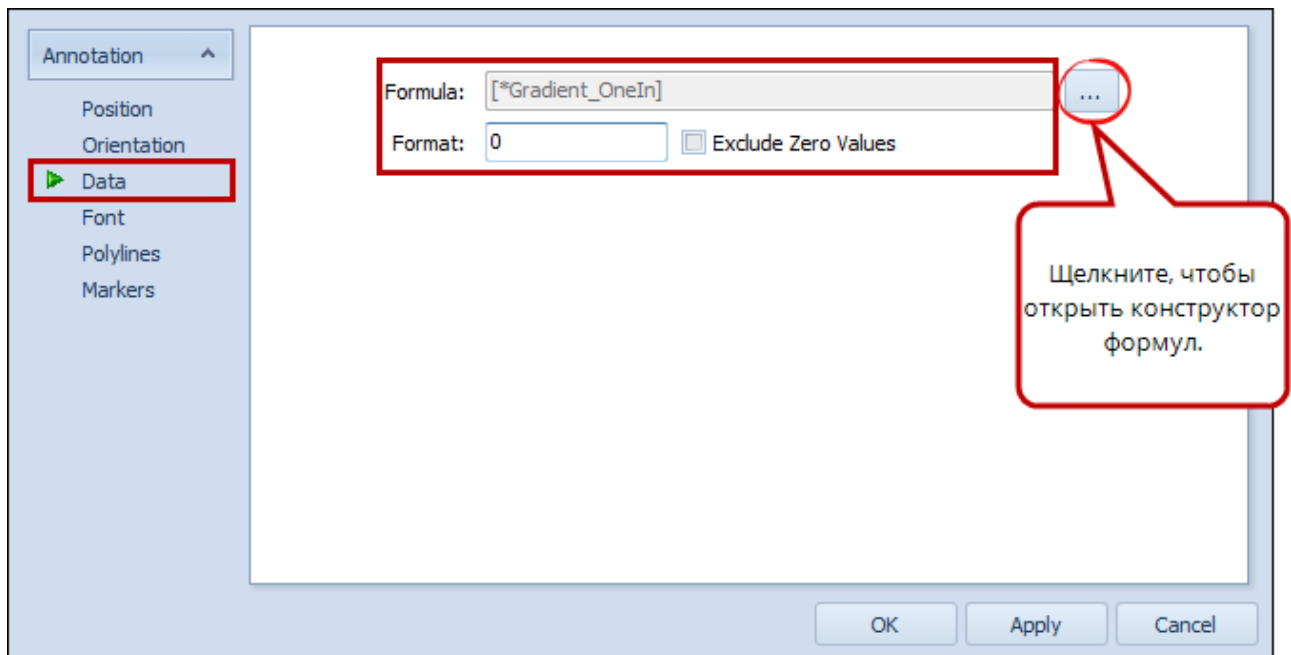 Annotation
Position
Orientation
Data
Font
Polylines
Markers
Formula: [*Gradient_OneIn] ...
Format: 0 Exclude Zero Values
Щелкните, чтобы
открыть конструктор
формул.
OK Apply Cancel